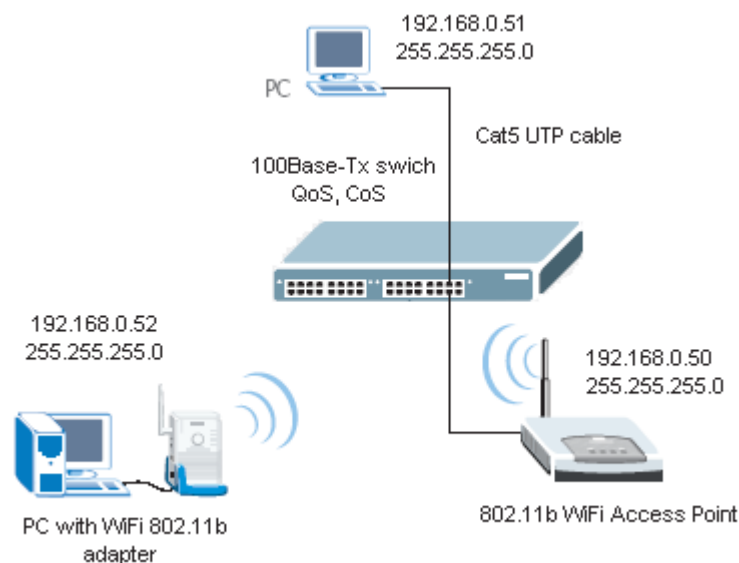 192.168.0.51
255.255.255.0
PC
Cat5 UTP cable
100Base-Tx swich
QoS, CoS
192.168.0.52
255.255.255.0
192.168.0.50
255.255.255.0
802.11b WiFi Access Point
PC with WiFi 802.11b
adapter